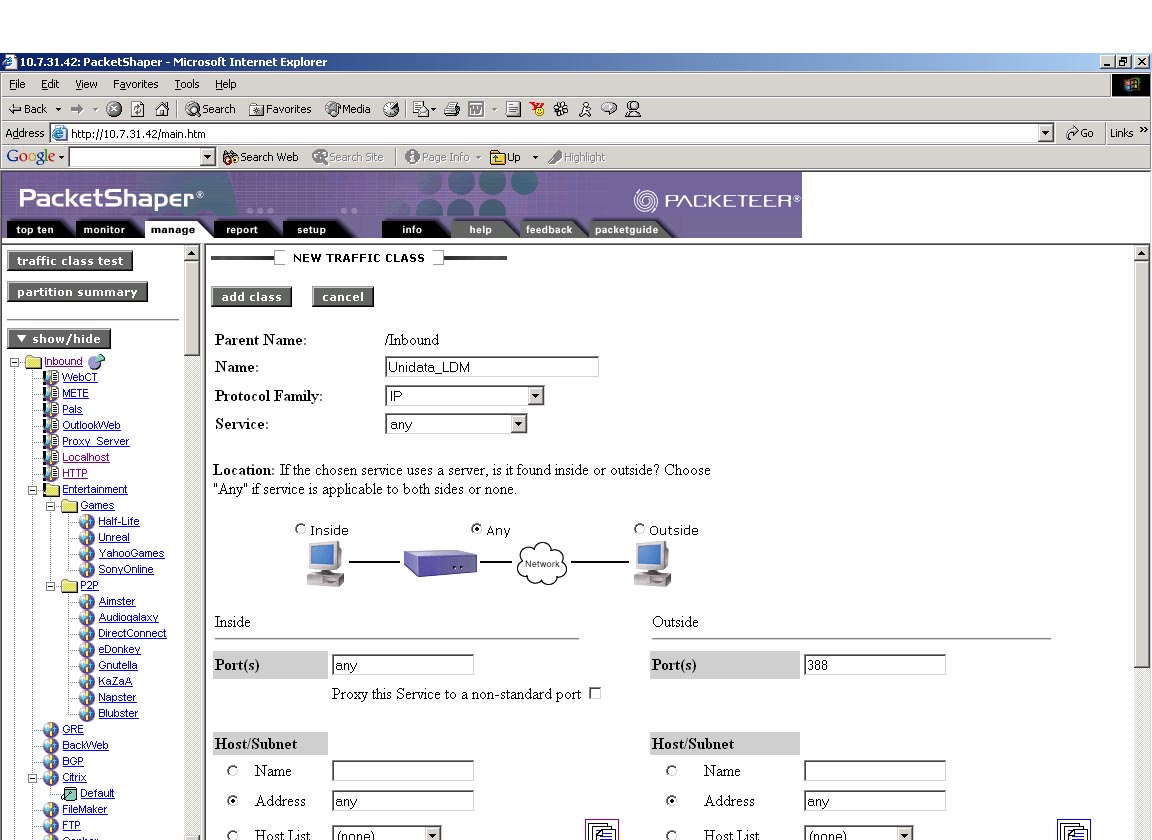 10.7.31.42: PacketShaper - Microsoft Internet Explorer
File Edit View Favorites Tools Help
Back Search Favorites Media
Address http://10.7.31.42/main.htm Go Links »
Google Search Web Search Site Page Info Up Highlight
PacketShaper® PACKETEER®
top ten monitor manage report setup info help feedback packetguide
traffic class test
partition summary
show/hide
Inbound
WebCT
METE
Pals
OutlookWeb
Proxy_Server
Localhost
HTTP
Entertainment
Games
Half-Life
Unreal
YahooGames
SonyOnline
P2P
Aimster
Audiogalaxy
DirectConnect
eDonkey
Gnutella
KaZaA
Napster
Blubster
GRE
BackWeb
BGP
Citrix
Default
FileMaker
FTP
NEW TRAFFIC CLASS
add class cancel
Parent Name: /Inbound
Name: Unidata_LDM
Protocol Family: IP
Service: any
Location: If the chosen service uses a server, is it found inside or outside? Choose
"Any" if service is applicable to both sides or none.
Inside Any Outside
Network
Inside Outside
Port(s) any Port(s) 388
Proxy this Service to a non-standard port
Host/Subnet Host/Subnet
Name Name
Address any Address any
Host List (none) Host List (none)